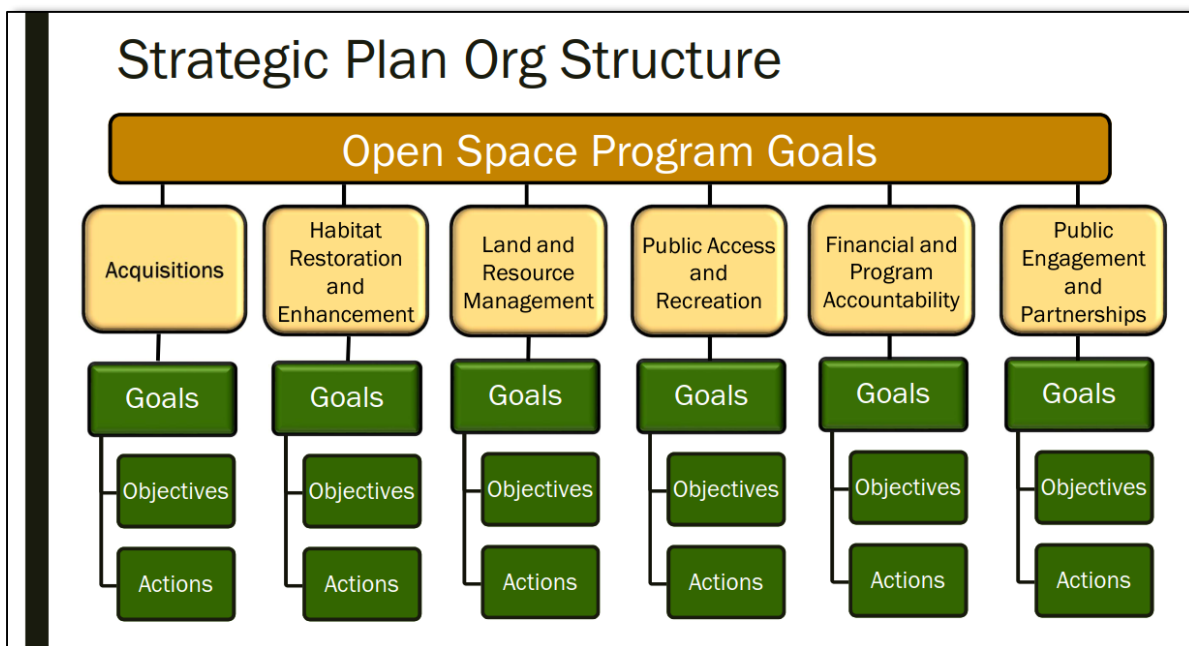 Strategic Plan Org Structure
Open Space Program Goals
Acquisitions
Habitat
Restoration
and
Enhancement
Land and
Resource
Management
Public Access
and
Recreation
Financial and
Program
Accountability
Public
Engagement
and
Partnerships
Goals
Goals
Goals
Goals
Goals
Goals
Objectives
Objectives
Objectives
Objectives
Objectives
Objectives
Actions
Actions
Actions
Actions
Actions
Actions